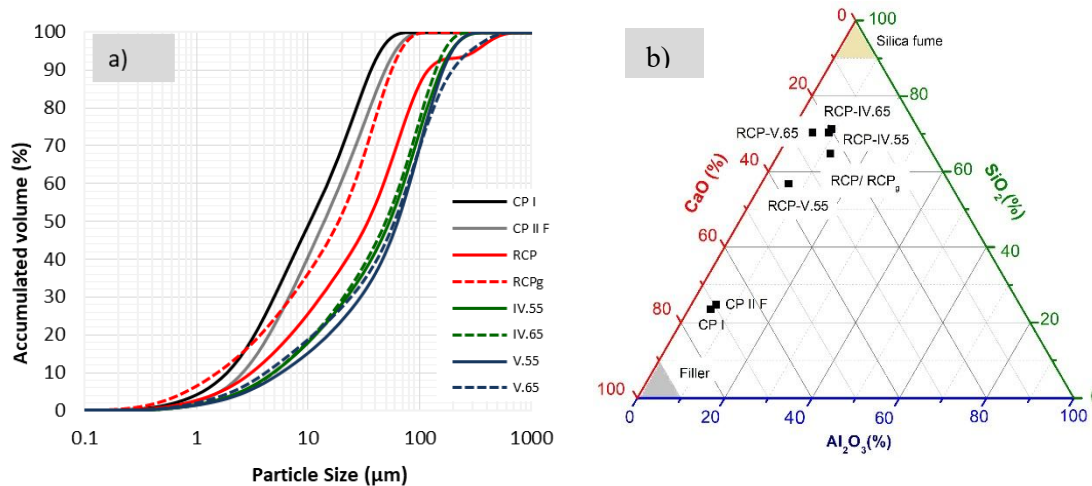 a)
100
90
80
70
60
50
40
30
20
10
0
Accumulated volume (%)
0.1 1 10 100 1000
Particle Size (µm)
CP I
CP II F
RCP
RCPg
IV.55
IV.65
V.55
V.65
b)
0 100
Silica fume
20 80
RCP-IV.65
RCP-V.65 RCP-IV.55
40 60
RCP/ RCPg
RCP-V.55
CaO (%)
SiO2(%)
60 40
CP II F
CP I
80 20
Filler
100 0
0 20 40 60 80 100
Al2O3(%)